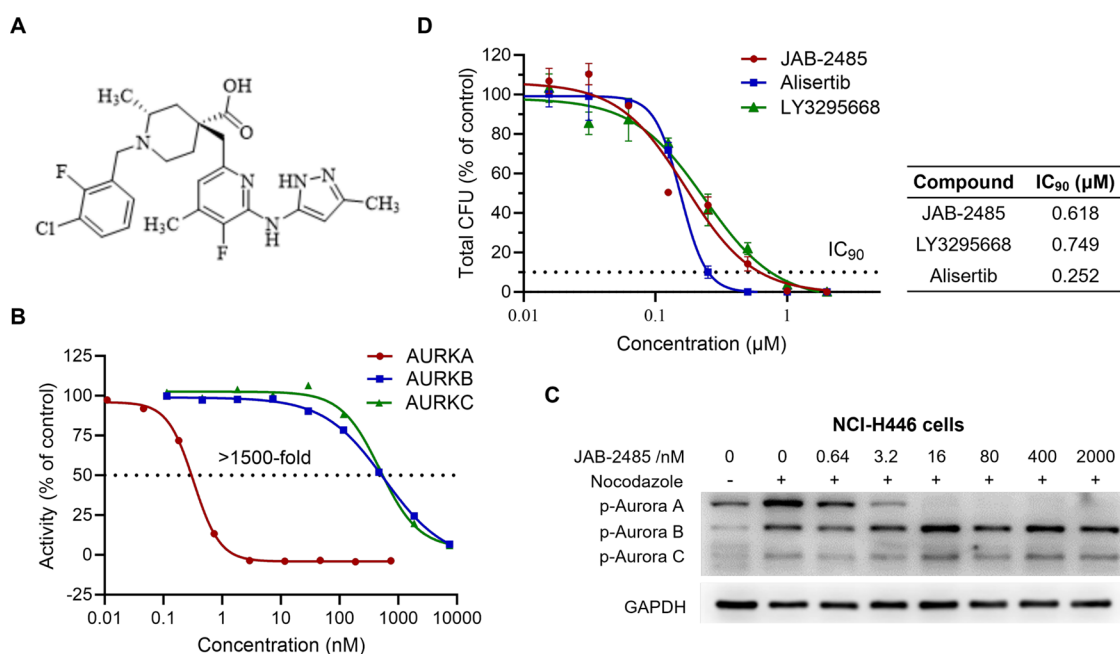 A
H₃C
OH
O
N
F
Cl
N
HN
N
CH₃
H₃C
N
H
F
B
125
100
75
50
25
0
-25
Activity (% of control)
AURKA
AURKB
AURKC
>1500-fold
0.01
0.1
1
10
100
1000
10000
Concentration (nM)
D
120
100
80
60
40
20
0
Total CFU (% of control)
JAB-2485
Alisertib
LY3295668
IC₉₀
0.01
0.1
1
Concentration (µM)
Compound IC₉₀ (µM)
JAB-2485 0.618
LY3295668 0.749
Alisertib 0.252
C
NCI-H446 cells
JAB-2485 /nM 0 0 0.64 3.2 16 80 400 2000
Nocodazole - + + + + + + +
p-Aurora A
p-Aurora B
p-Aurora C
GAPDH